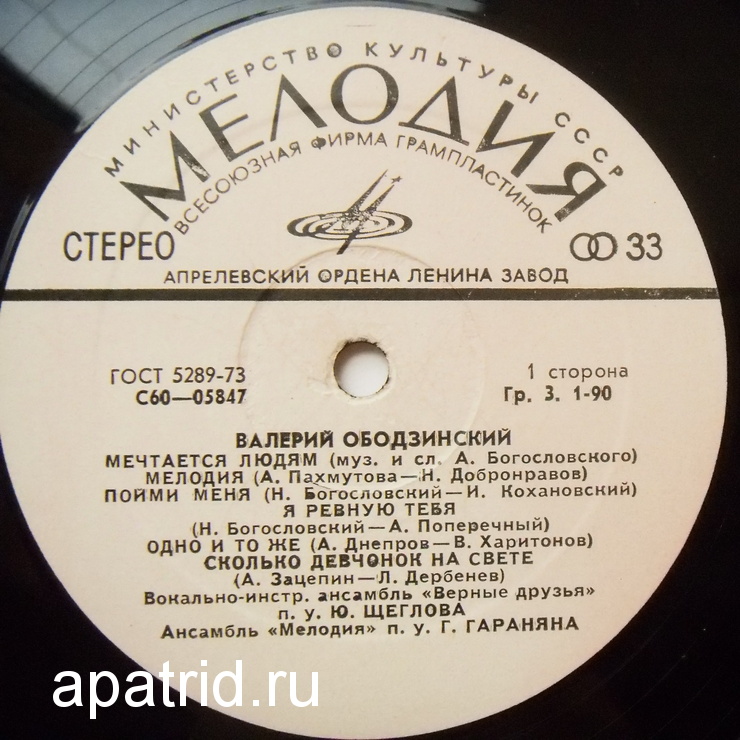 МИНИСТЕРСТВО КУЛЬТУРЫ СССР
МЕЛОДИЯ
ВСЕСОЮЗНАЯ ФИРМА ГРАМПЛАСТИНОК
СТЕРЕО
33
АПРЕЛЕВСКИЙ ОРДЕНА ЛЕНИНА ЗАВОД
ГОСТ 5289-73
1 сторона
С60—05847
Гр. 3. 1-90
ВАЛЕРИЙ ОБОДЗИНСКИЙ
МЕЧТАЕТСЯ ЛЮДЯМ (муз. и сл. А. Богословского)
МЕЛОДИЯ (А. Пахмутова—Н. Добронравов)
ПОЙМИ МЕНЯ (Н. Богословский—И. Кохановский)
Я РЕВНУЮ ТЕБЯ
(Н. Богословский—А. Поперечный)
ОДНО И ТО ЖЕ (А. Днепров—В. Харитонов)
СКОЛЬКО ДЕВЧОНОК НА СВЕТЕ
(А. Зацепин—Л. Дербенев)
Вокально-инстр. ансамбль «Верные друзья»
п. у. Ю. ЩЕГЛОВА
Ансамбль «Мелодия» п. у. Г. ГАРАНЯНА
apatrid.ru